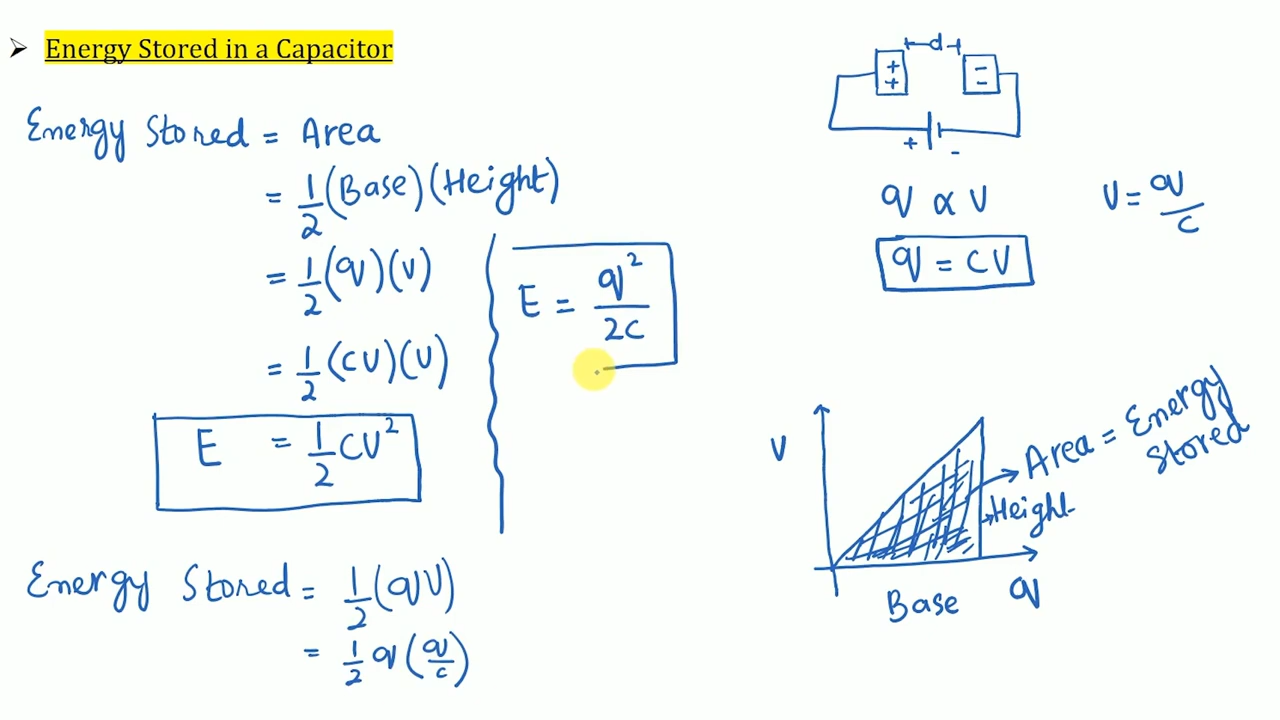 ➤ Energy Stored in a Capacitor
Energy Stored = Area
= 1/2 (Base)(Height)
= 1/2 (q)(V)
= 1/2 (CV)(V)
E = 1/2 CV²
E = q²/2C
Energy Stored = 1/2 (qV)
= 1/2 q (q/C)
d
+ + - -
+ -
q ∝ V
V = q/C
q = CV
V
Area = Energy Stored
Height
Base
q